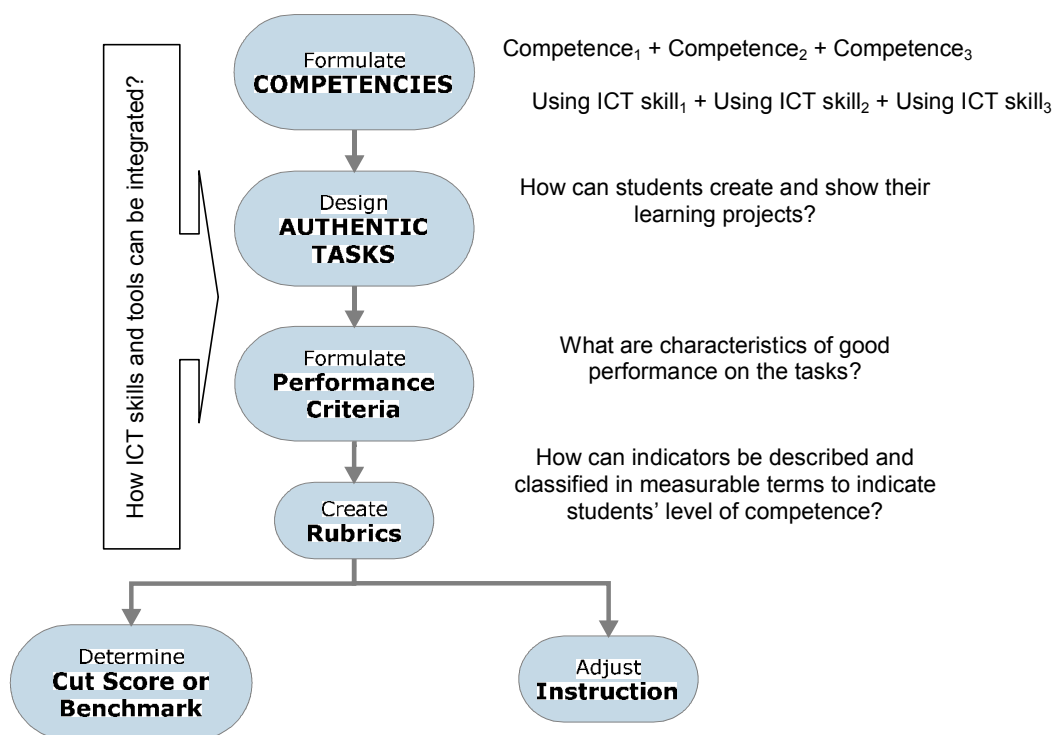 How ICT skills and tools can be integrated?
Formulate
COMPETENCIES
Competence₁ + Competence₂ + Competence₃
Using ICT skill₁ + Using ICT skill₂ + Using ICT skill₃
Design
AUTHENTIC
TASKS
How can students create and show their
learning projects?
Formulate
Performance
Criteria
What are characteristics of good
performance on the tasks?
Create
Rubrics
How can indicators be described and
classified in measurable terms to indicate
students’ level of competence?
Determine
Cut Score or
Benchmark
Adjust
Instruction